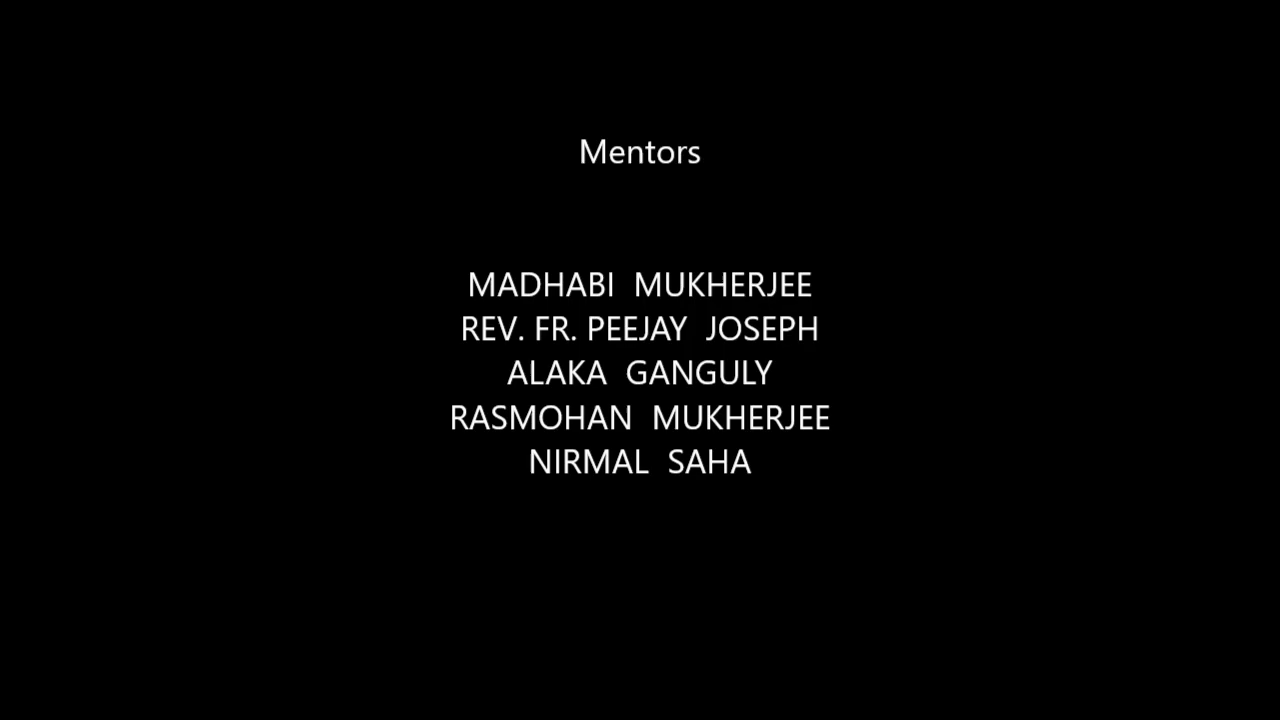 Mentors
MADHABI MUKHERJEE
REV. FR. PEEJAY JOSEPH
ALAKA GANGULY
RASMOHAN MUKHERJEE
NIRMAL SAHA